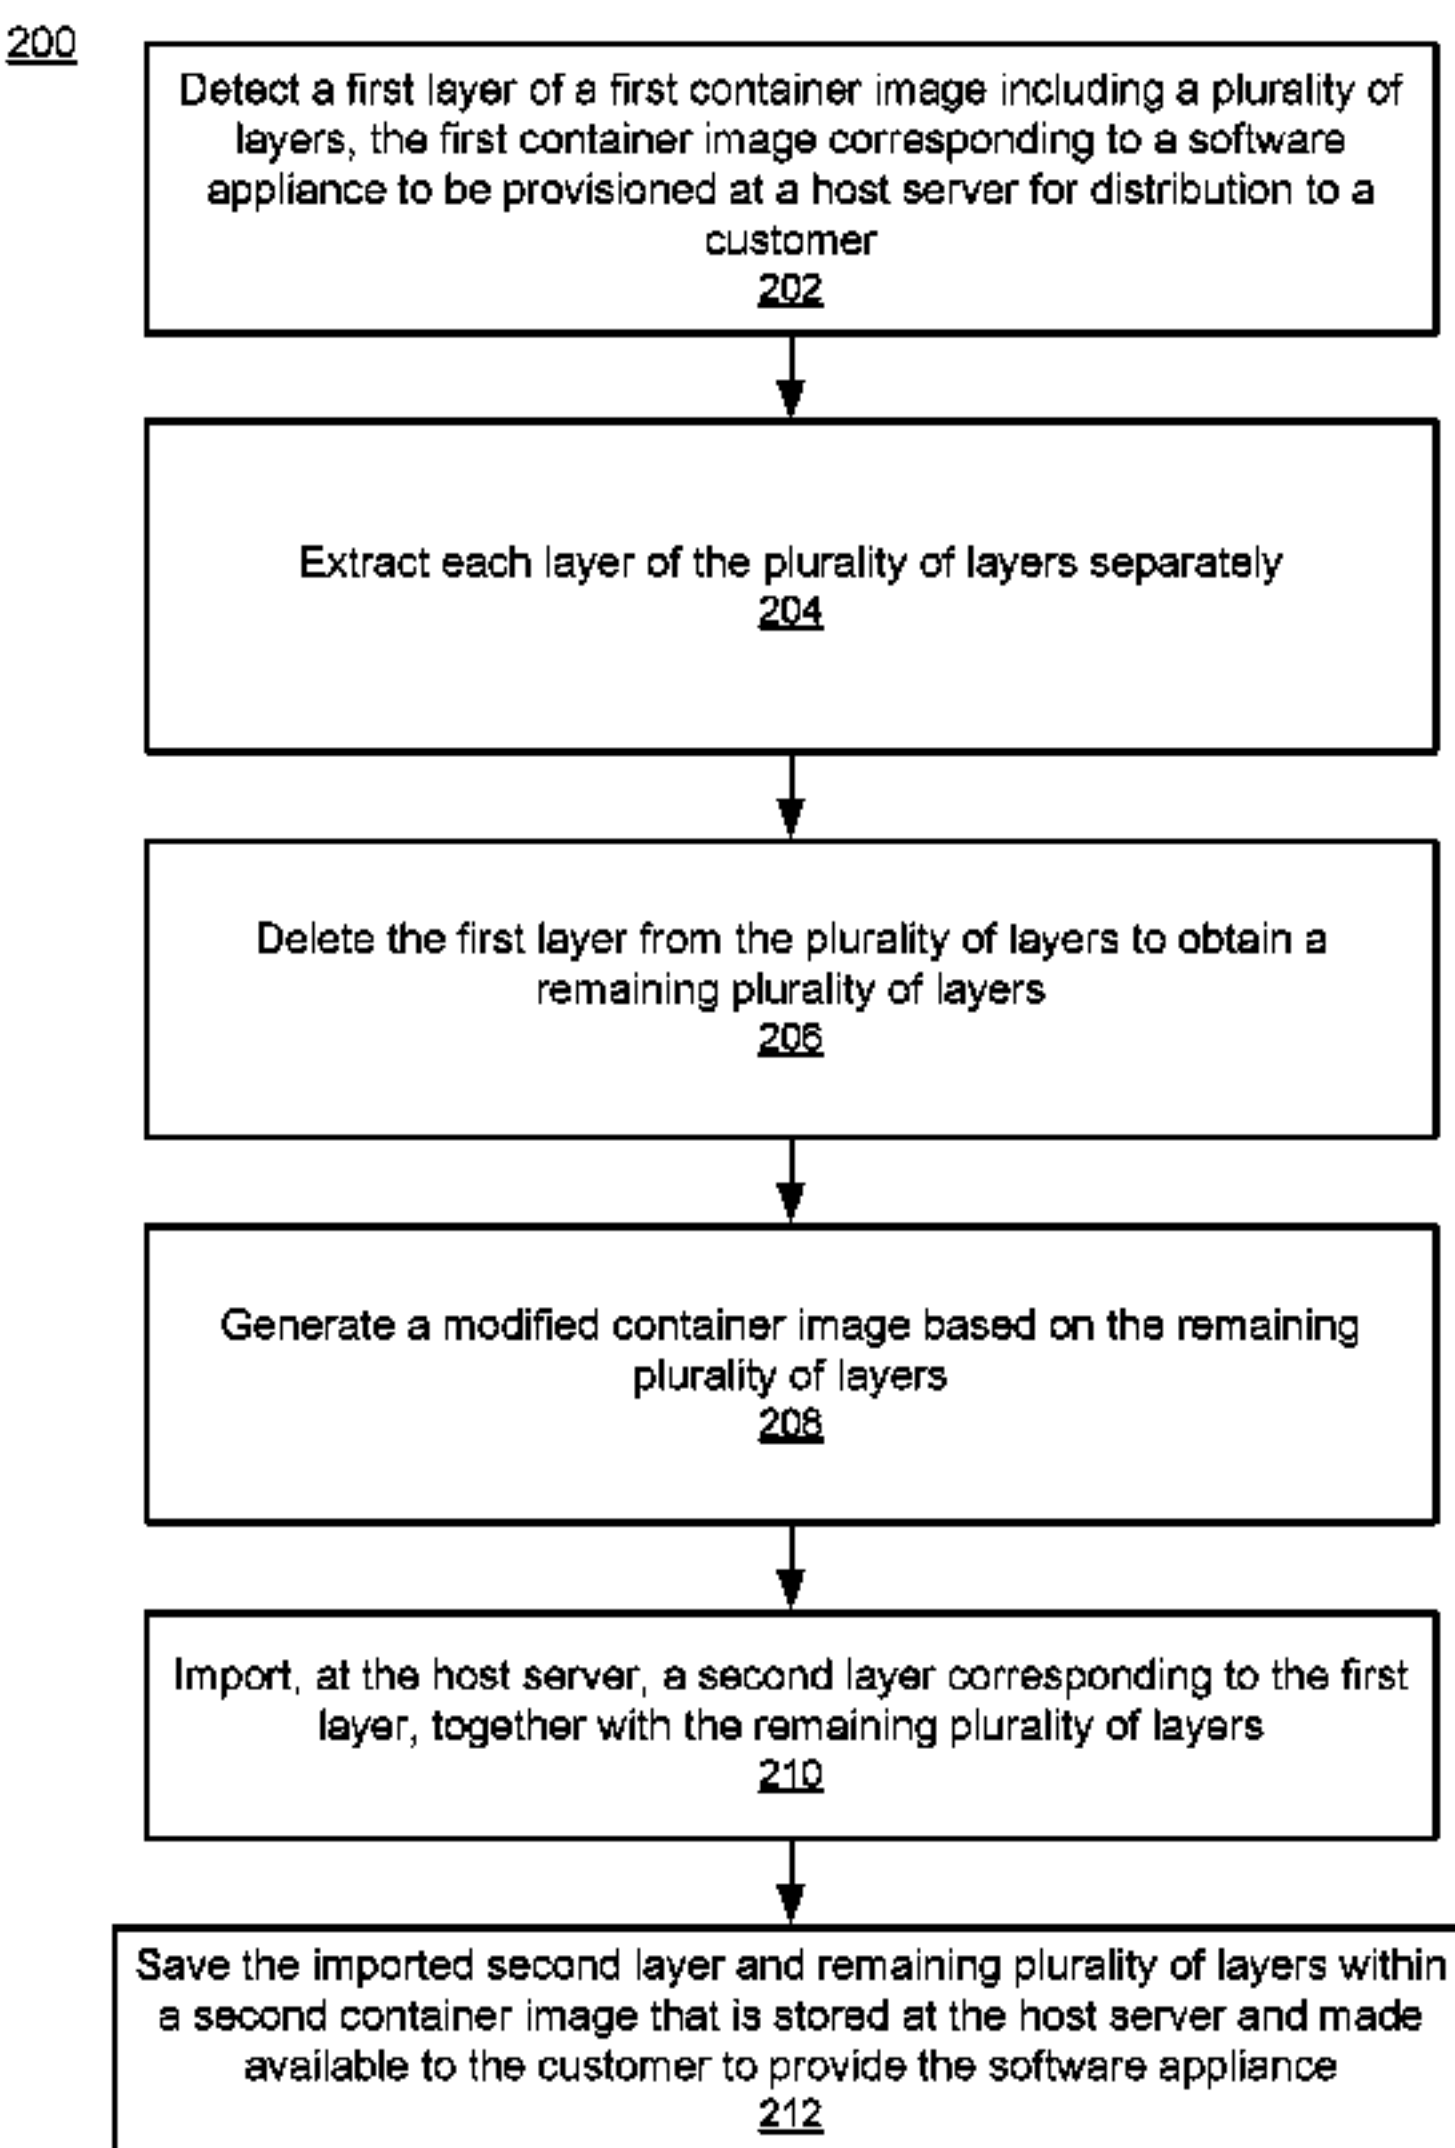 200
Detect a first layer of a first container image including a plurality of
layers, the first container image corresponding to a software
appliance to be provisioned at a host server for distribution to a
customer
202
Extract each layer of the plurality of layers separately
204
Delete the first layer from the plurality of layers to obtain a
remaining plurality of layers
206
Generate a modified container image based on the remaining
plurality of layers
208
Import, at the host server, a second layer corresponding to the first
layer, together with the remaining plurality of layers
210
Save the imported second layer and remaining plurality of layers within
a second container image that is stored at the host server and made
available to the customer to provide the software appliance
212